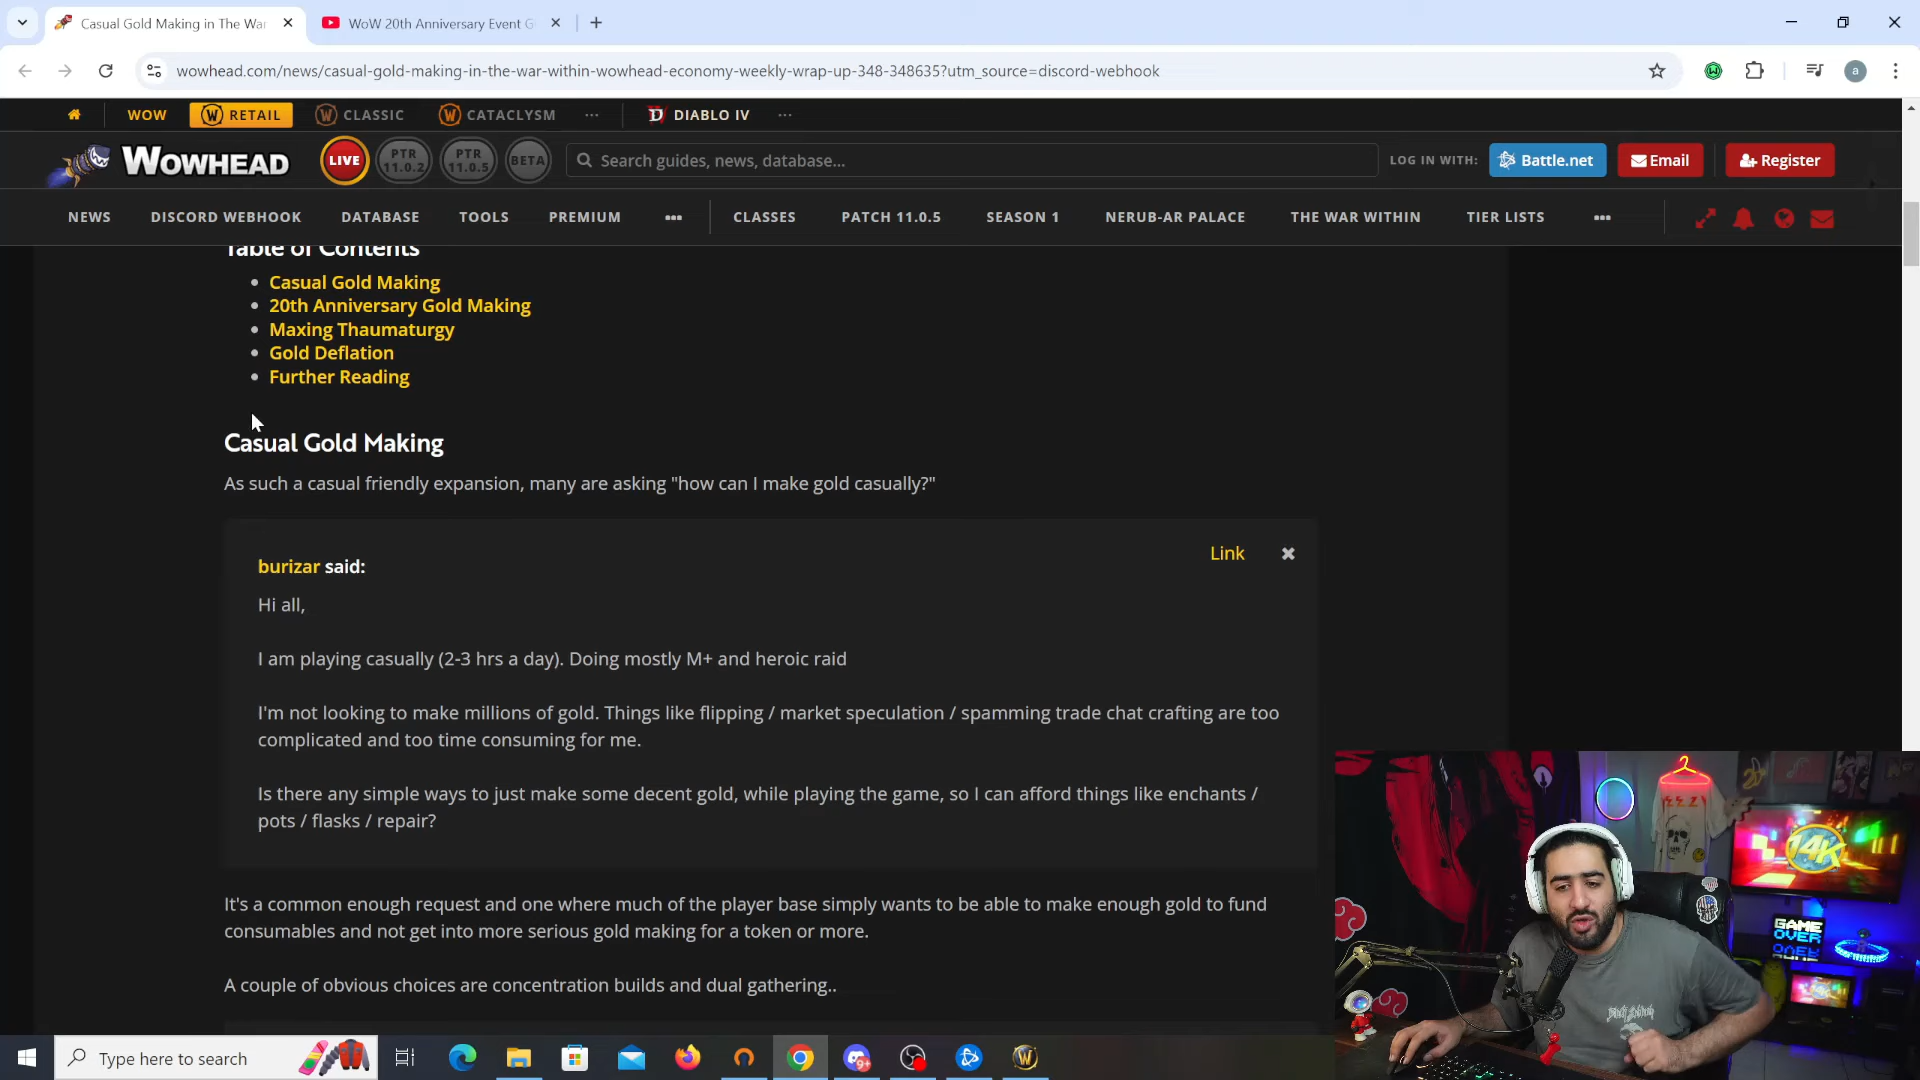 Casual Gold Making in The War
WoW 20th Anniversary Event G
wowhead.com/news/casual-gold-making-in-the-war-within-wowhead-economy-weekly-wrap-up-348-348635?utm_source=discord-webhook
a
WOW
RETAIL
CLASSIC
CATACLYSM
DIABLO IV
WOWHEAD
LIVE
PTR
11.0.2
PTR
11.0.5
BETA
Search guides, news, database...
LOG IN WITH:
Battle.net
Email
Register
NEWS
DISCORD WEBHOOK
DATABASE
TOOLS
PREMIUM
CLASSES
PATCH 11.0.5
SEASON 1
NERUB-AR PALACE
THE WAR WITHIN
TIER LISTS
Table of Contents
• Casual Gold Making
• 20th Anniversary Gold Making
• Maxing Thaumaturgy
• Gold Deflation
• Further Reading
Casual Gold Making
As such a casual friendly expansion, many are asking "how can I make gold casually?"
burizar said:
Link
Hi all,
I am playing casually (2-3 hrs a day). Doing mostly M+ and heroic raid
I'm not looking to make millions of gold. Things like flipping / market speculation / spamming trade chat crafting are too
complicated and too time consuming for me.
Is there any simple ways to just make some decent gold, while playing the game, so I can afford things like enchants /
pots / flasks / repair?
It's a common enough request and one where much of the player base simply wants to be able to make enough gold to fund
consumables and not get into more serious gold making for a token or more.
A couple of obvious choices are concentration builds and dual gathering..
14K
GAME
OVER
Type here to search
9+